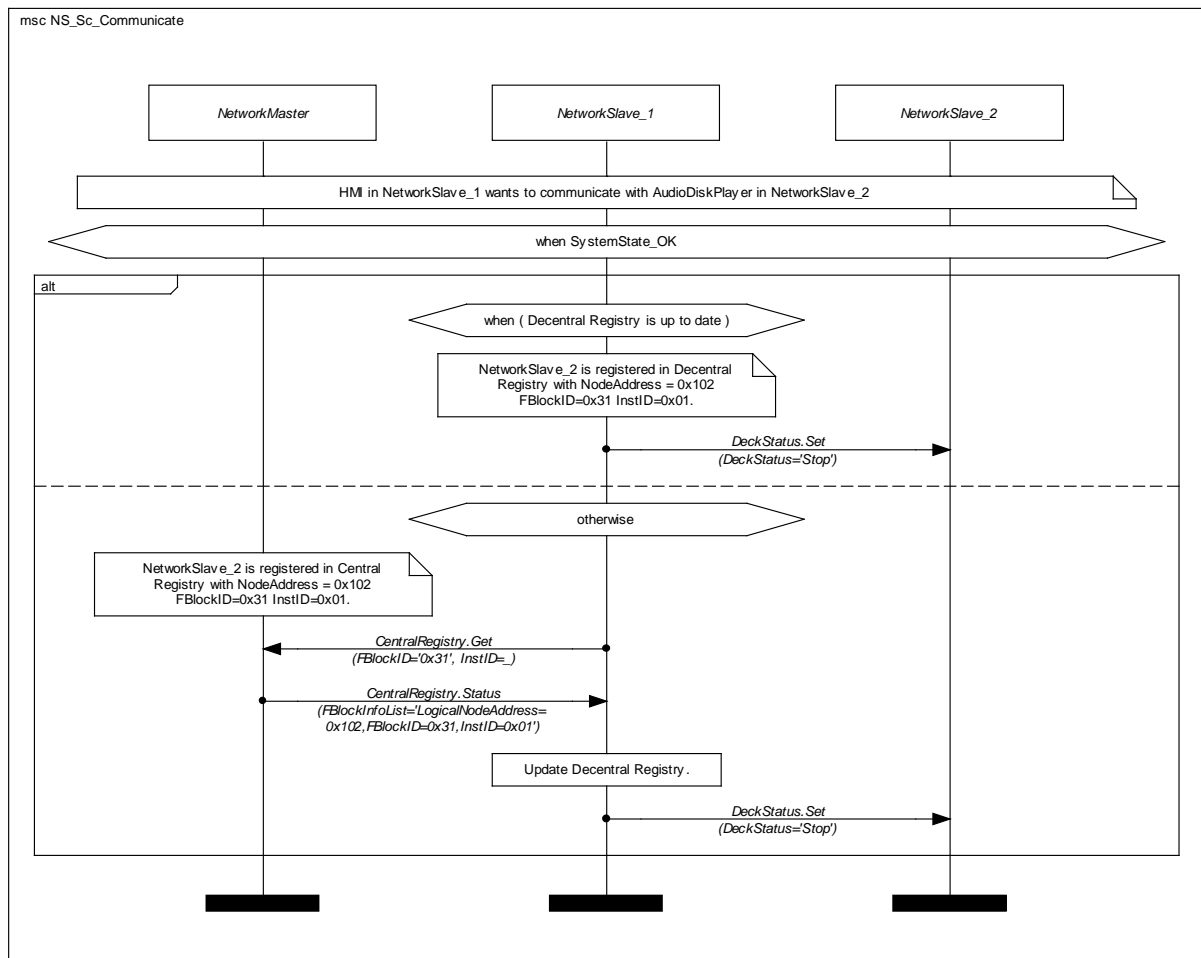 msc NS_Sc_Communicate
NetworkMaster
NetworkSlave_1
NetworkSlave_2
HMI in NetworkSlave_1 wants to communicate with AudioDiskPlayer in NetworkSlave_2
when SystemState_OK
alt
when ( Decentral Registry is up to date )
NetworkSlave_2 is registered in Decentral
Registry with NodeAddress = 0x102
FBlockID=0x31 InstID=0x01.
DeckStatus.Set
(DeckStatus='Stop')
otherwise
NetworkSlave_2 is registered in Central
Registry with NodeAddress = 0x102
FBlockID=0x31 InstID=0x01.
CentralRegistry.Get
(FBlockID='0x31', InstID=_)
CentralRegistry.Status
(FBlockInfoList='LogicalNodeAddress=
0x102,FBlockID=0x31,InstID=0x01')
Update Decentral Registry.
DeckStatus.Set
(DeckStatus='Stop')